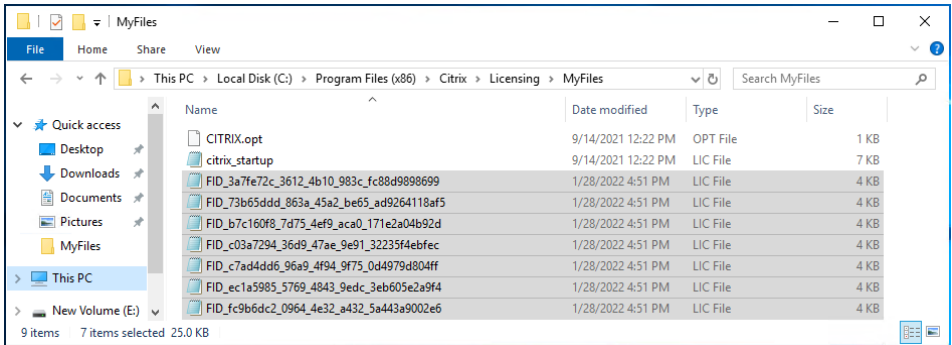 MyFiles
File Home Share View
This PC > Local Disk (C:) > Program Files (x86) > Citrix > Licensing > MyFiles Search MyFiles
Name Date modified Type Size
Quick access
Desktop
Downloads
Documents
Pictures
MyFiles
This PC
New Volume (E:)
CITRIX.opt 9/14/2021 12:22 PM OPT File 1 KB
citrix_startup 9/14/2021 12:22 PM LIC File 7 KB
FID_3a7fe72c_3612_4b10_983c_fc88d9898699 1/28/2022 4:51 PM LIC File 4 KB
FID_73b65ddd_863a_45a2_be65_ad9264118af5 1/28/2022 4:51 PM LIC File 4 KB
FID_b7c160f8_7d75_4ef9_aca0_171e2a04b92d 1/28/2022 4:51 PM LIC File 4 KB
FID_c03a7294_36d9_47ae_9e91_32235f4ebfec 1/28/2022 4:51 PM LIC File 4 KB
FID_c7ad4dd6_96a9_4f94_9f75_0d4979d804ff 1/28/2022 4:51 PM LIC File 4 KB
FID_ec1a5985_5769_4843_9edc_3eb605e2a9f4 1/28/2022 4:51 PM LIC File 4 KB
FID_fc9b6dc2_0964_4e32_a432_5a443a9002e6 1/28/2022 4:51 PM LIC File 4 KB
9 items 7 items selected 25.0 KB